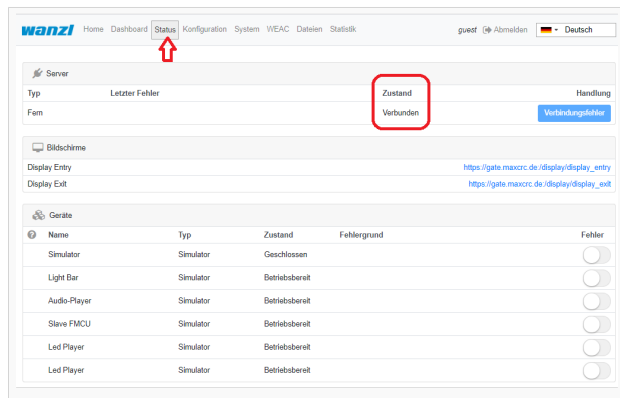 wanzl Home Dashboard Status Konfiguration System WEAC Dateien Statistik guest Abmelden Deutsch
Server
Typ Letzter Fehler Zustand Handlung
Fern Verbunden Verbindungsfehler
Bildschirme
Display Entry https://gate.maxcrc.de:/display/display_entry
Display Exit https://gate.maxcrc.de:/display/display_exit
Geräte
? Name Typ Zustand Fehlergrund Fehler
Simulator Simulator Geschlossen
Light Bar Simulator Betriebsbereit
Audio-Player Simulator Betriebsbereit
Slave FMCU Simulator Betriebsbereit
Led Player Simulator Betriebsbereit
Led Player Simulator Betriebsbereit